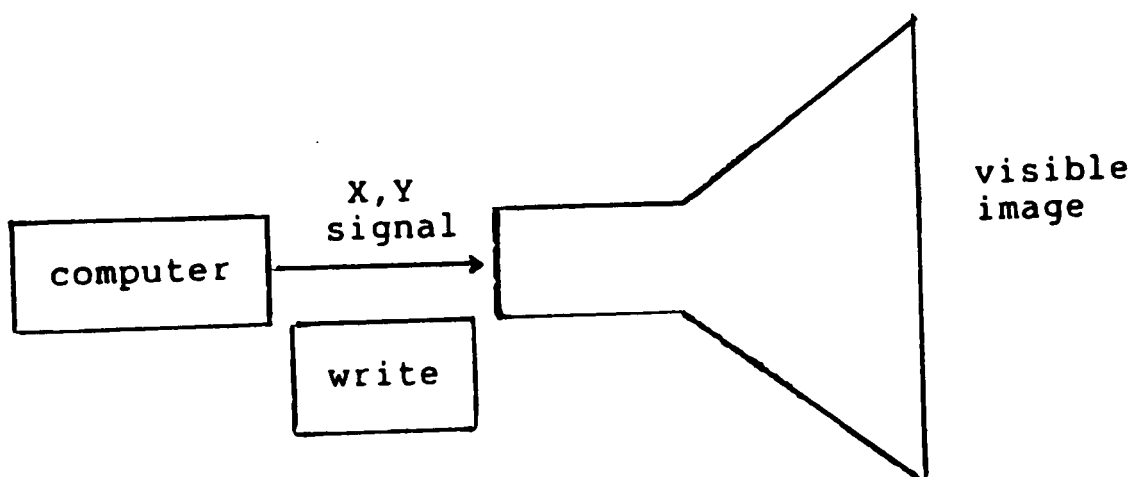 X,Y
signal
computer
write
visible
image